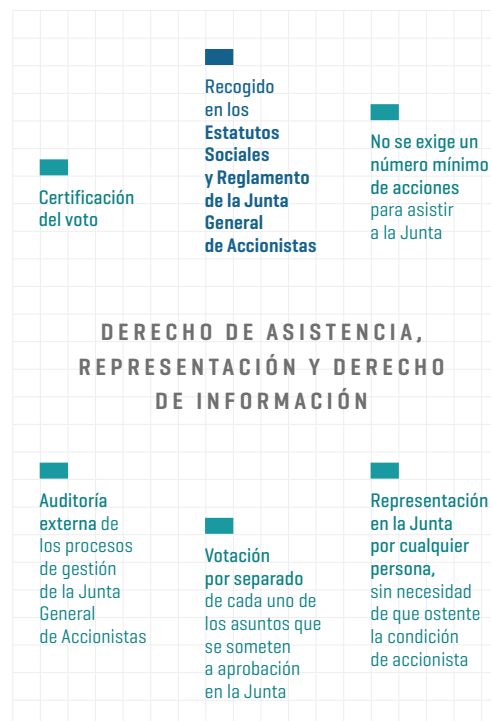 Recogido
en los
Estatutos
Sociales
y Reglamento
de la Junta
General
de Accionistas
No se exige un
número mínimo
de acciones
para asistir
a la Junta
Certificación
del voto
DERECHO DE ASISTENCIA,
REPRESENTACIÓN Y DERECHO
DE INFORMACIÓN
Auditoría
externa de
los procesos
de gestión
de la Junta
General
de Accionistas
Votación
por separado
de cada uno de
los asuntos que
se someten
a aprobación
en la Junta
Representación
en la Junta
por cualquier
persona,
sin necesidad
de que ostente
la condición
de accionista